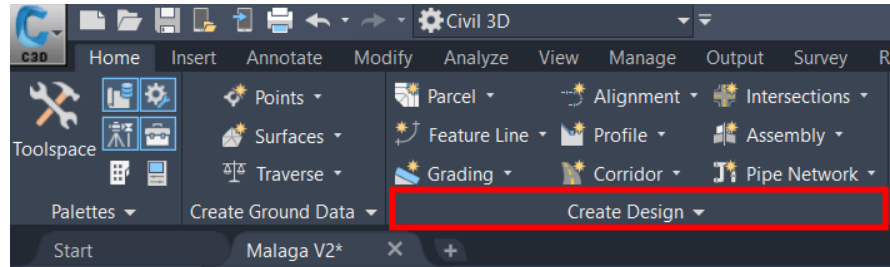 C3D Civil 3D
Home Insert Annotate Modify Analyze View Manage Output Survey R
Points Parcel Alignment Intersections
Surfaces Feature Line Profile Assembly
Toolspace
Traverse Grading Corridor Pipe Network
Palettes Create Ground Data Create Design
Start Malaga V2*